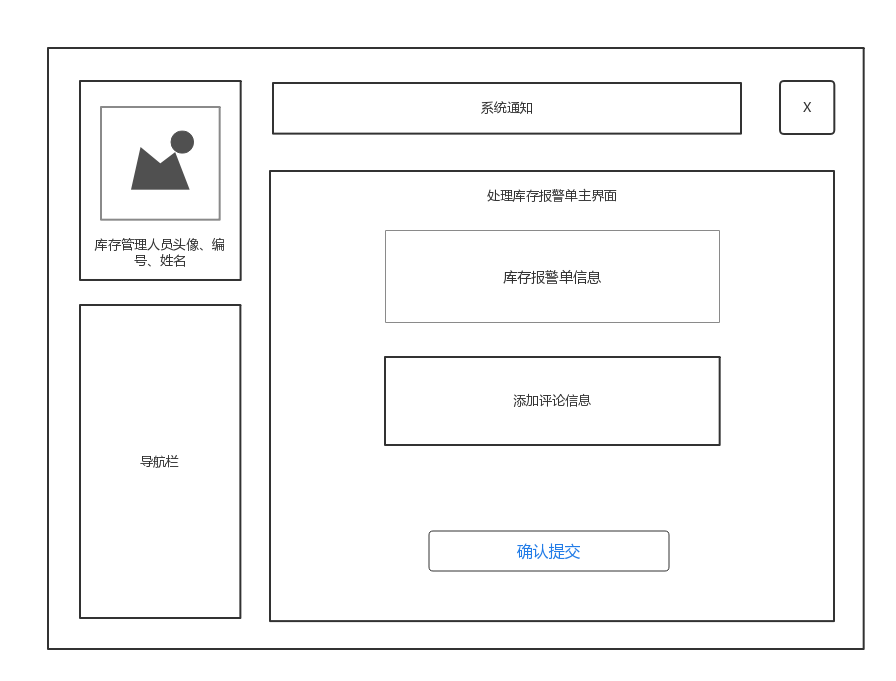 系统通知
X
库存管理人员头像、编
号、姓名
处理库存报警单主界面
库存报警单信息
添加评论信息
导航栏
确认提交